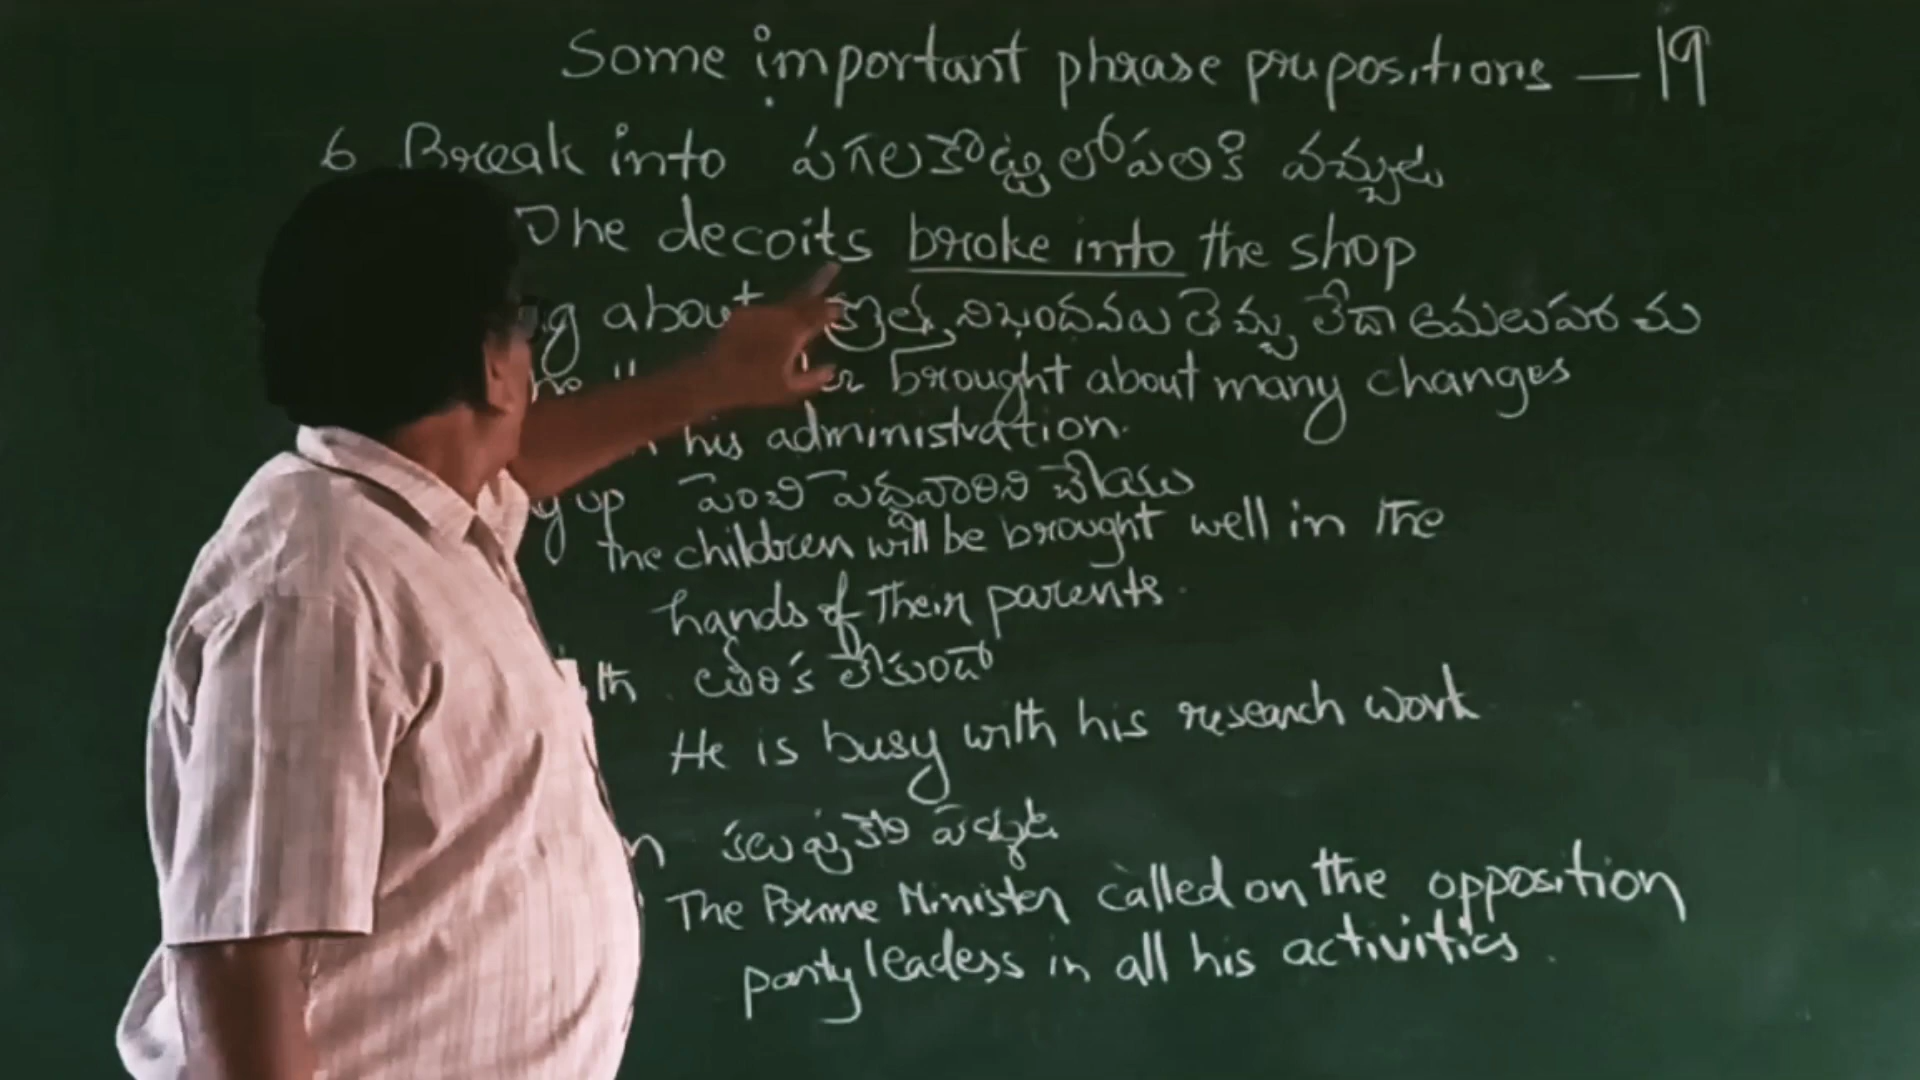 Some important phrase prupositions - 19
6 Break into పగలకొట్టు లోపలికి వచ్చుట
The decoits broke into the shop
about క్రొత్త నిబంధనలు తెచ్చు లేదా అమలుపరచు
brought about many changes
his administration.
up పెంచి పెద్దవారిని చేయు
the children will be brought well in the
hands of their parents.
తీరిక లేకుండా
He is busy with his research work
కలుపుకొని
The Prime Minister called on the opposition
party leadess in all his activities.